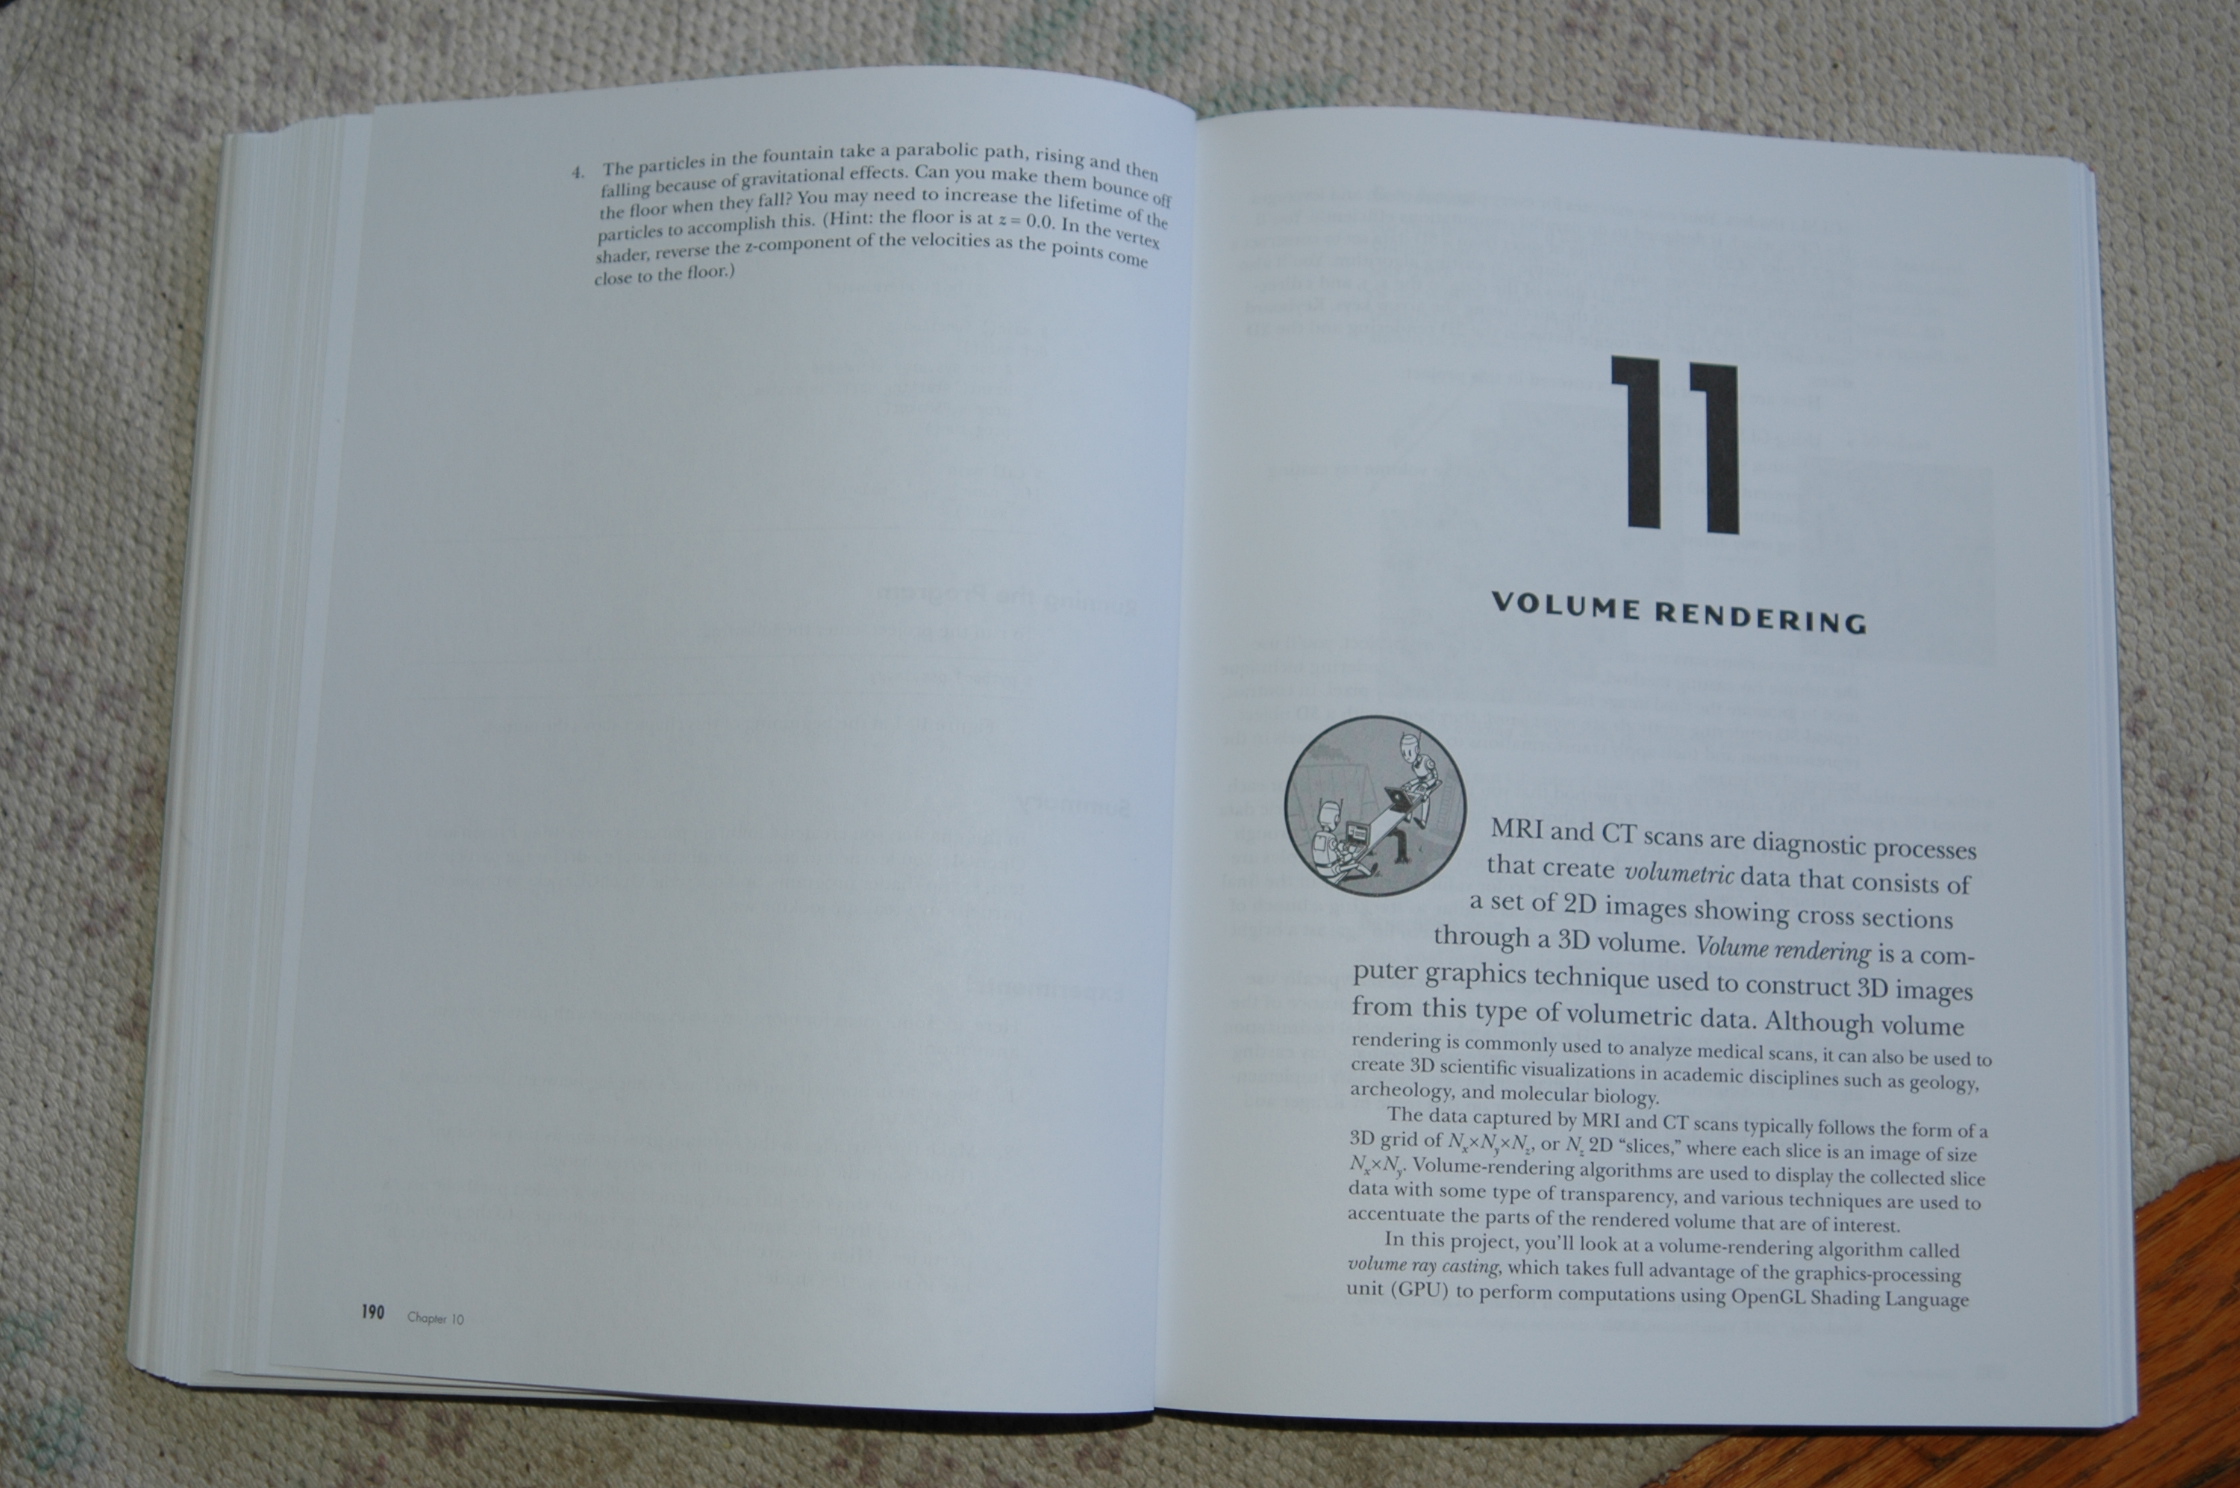 4. The particles in the fountain take a parabolic path, rising and then
falling because of gravitational effects. Can you make them bounce off
the floor when they fall? You may need to increase the lifetime of the
particles to accomplish this. (Hint: the floor is at z = 0.0. In the vertex
shader, reverse the z-component of the velocities as the points come
close to the floor.)
190 Chapter 10
11
VOLUME RENDERING
MRI and CT scans are diagnostic processes
that create volumetric data that consists of
a set of 2D images showing cross sections
through a 3D volume. Volume rendering is a com-
puter graphics technique used to construct 3D images
from this type of volumetric data. Although volume
rendering is commonly used to analyze medical scans, it can also be used to
create 3D scientific visualizations in academic disciplines such as geology,
archeology, and molecular biology.
The data captured by MRI and CT scans typically follows the form of a
3D grid of Nx×Ny×Nz, or Nz 2D “slices,” where each slice is an image of size
Nx×Ny. Volume-rendering algorithms are used to display the collected slice
data with some type of transparency, and various techniques are used to
accentuate the parts of the rendered volume that are of interest.
In this project, you’ll look at a volume-rendering algorithm called
volume ray casting, which takes full advantage of the graphics-processing
unit (GPU) to perform computations using OpenGL Shading Language